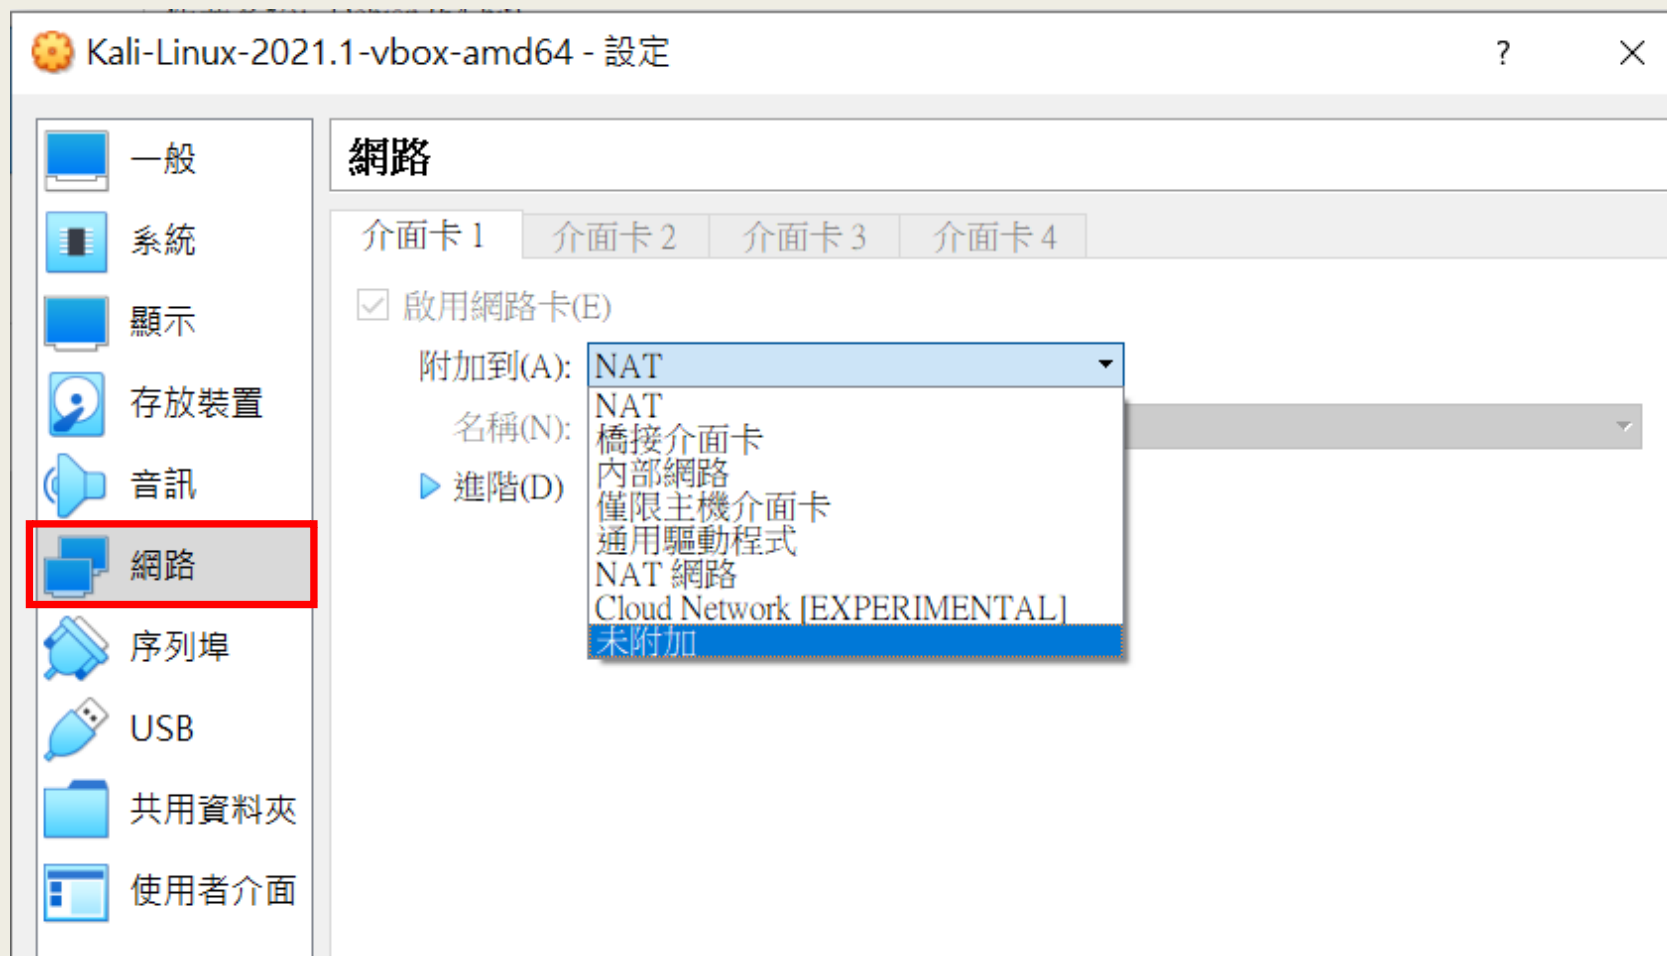 Kali-Linux-2021.1-vbox-amd64 - 設定
?
一般
系統
顯示
存放裝置
音訊
網路
序列埠
USB
共用資料夾
使用者介面
網路
介面卡 1
介面卡 2
介面卡 3
介面卡 4
啟用網路卡(E)
附加到(A):
NAT
NAT
橋接介面卡
內部網路
僅限主機介面卡
通用驅動程式
NAT 網路
Cloud Network [EXPERIMENTAL]
未附加
名稱(N):
進階(D)